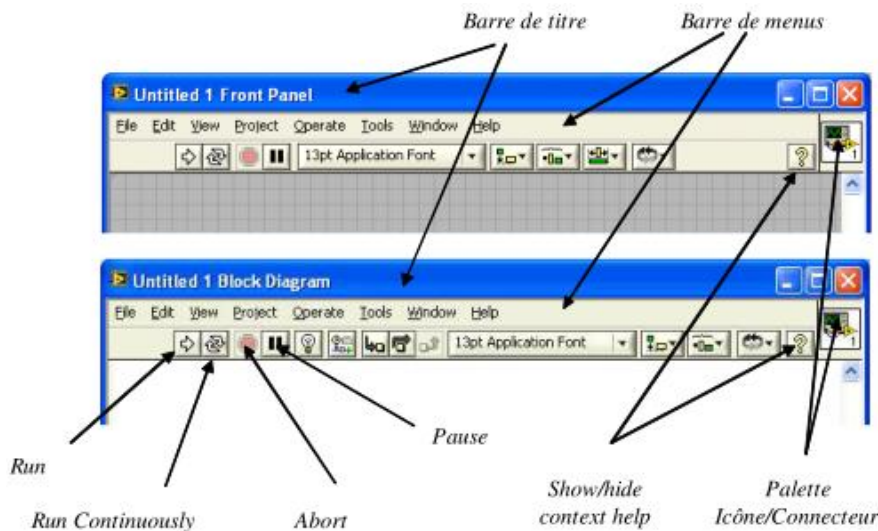 Barre de titre
Barre de menus
Untitled 1 Front Panel
File Edit View Project Operate Tools Window Help
13pt Application Font
1
Untitled 1 Block Diagram
File Edit View Project Operate Tools Window Help
13pt Application Font
1
Pause
Run
Run Continuously
Abort
Show/hide
context help
Palette
Icône/Connecteur